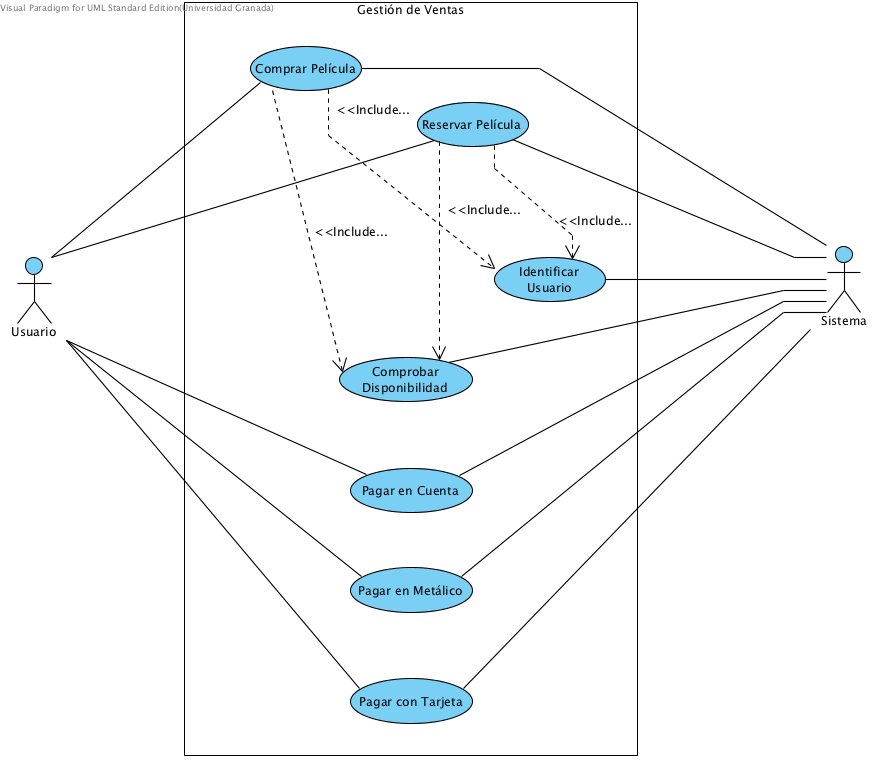 Visual Paradigm for UML Standard Edition(Universidad Granada)
Gestión de Ventas
Comprar Película
<<Include...
Reservar Película
<<Include...
<<Include...
<<Include...
Identificar
Usuario
Usuario
Sistema
Comprobar
Disponibilidad
Pagar en Cuenta
Pagar en Metálico
Pagar con Tarjeta